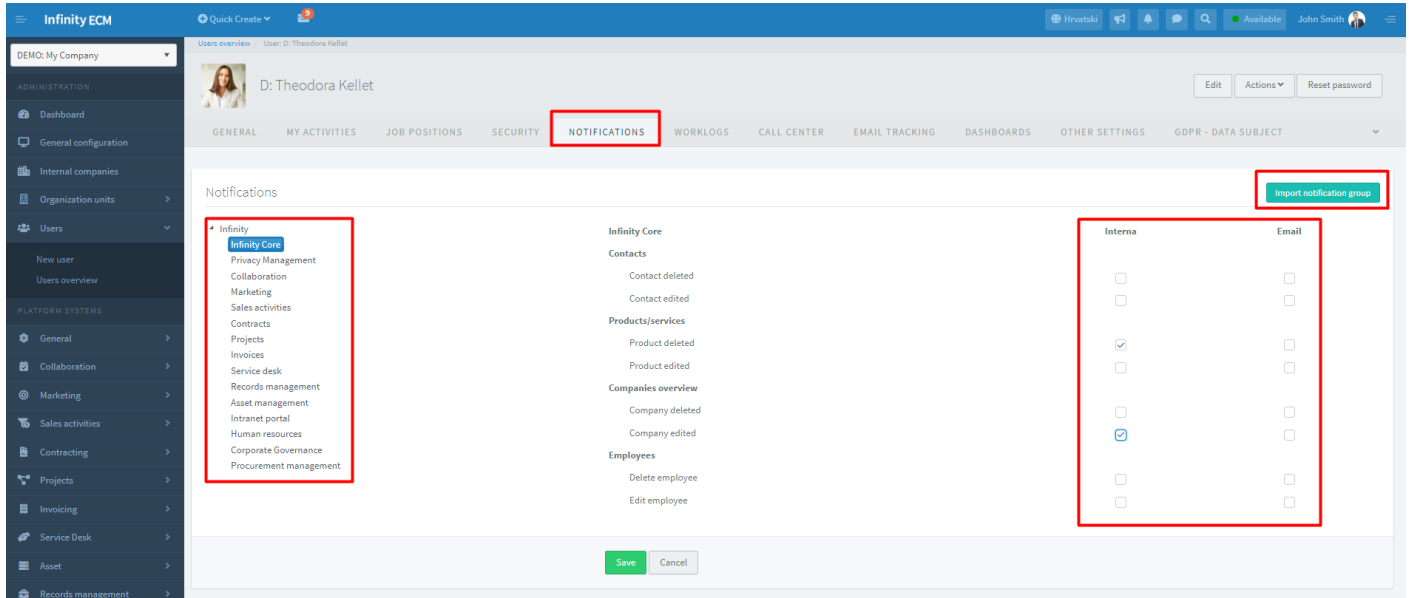 Infinity ECM
Quick Create
9
Hrvatski
Available
John Smith
DEMO: My Company
ADMINISTRATION
Dashboard
General configuration
Internal companies
Organization units
Users
New user
Users overview
PLATFORM SYSTEMS
General
Collaboration
Marketing
Sales activities
Contracting
Projects
Invoicing
Service Desk
Asset
Records management
Users overview / User: D: Theodora Kellet
D: Theodora Kellet
Edit
Actions
Reset password
GENERAL
MY ACTIVITIES
JOB POSITIONS
SECURITY
NOTIFICATIONS
WORKLOGS
CALL CENTER
EMAIL TRACKING
DASHBOARDS
OTHER SETTINGS
GDPR - DATA SUBJECT
Notifications
Import notification group
Infinity
Infinity Core
Privacy Management
Collaboration
Marketing
Sales activities
Contracts
Projects
Invoices
Service desk
Records management
Asset management
Intranet portal
Human resources
Corporate Governance
Procurement management
Infinity Core
Interna
Email
Contacts
Contact deleted
Contact edited
Products/services
Product deleted
Product edited
Companies overview
Company deleted
Company edited
Employees
Delete employee
Edit employee
Save
Cancel